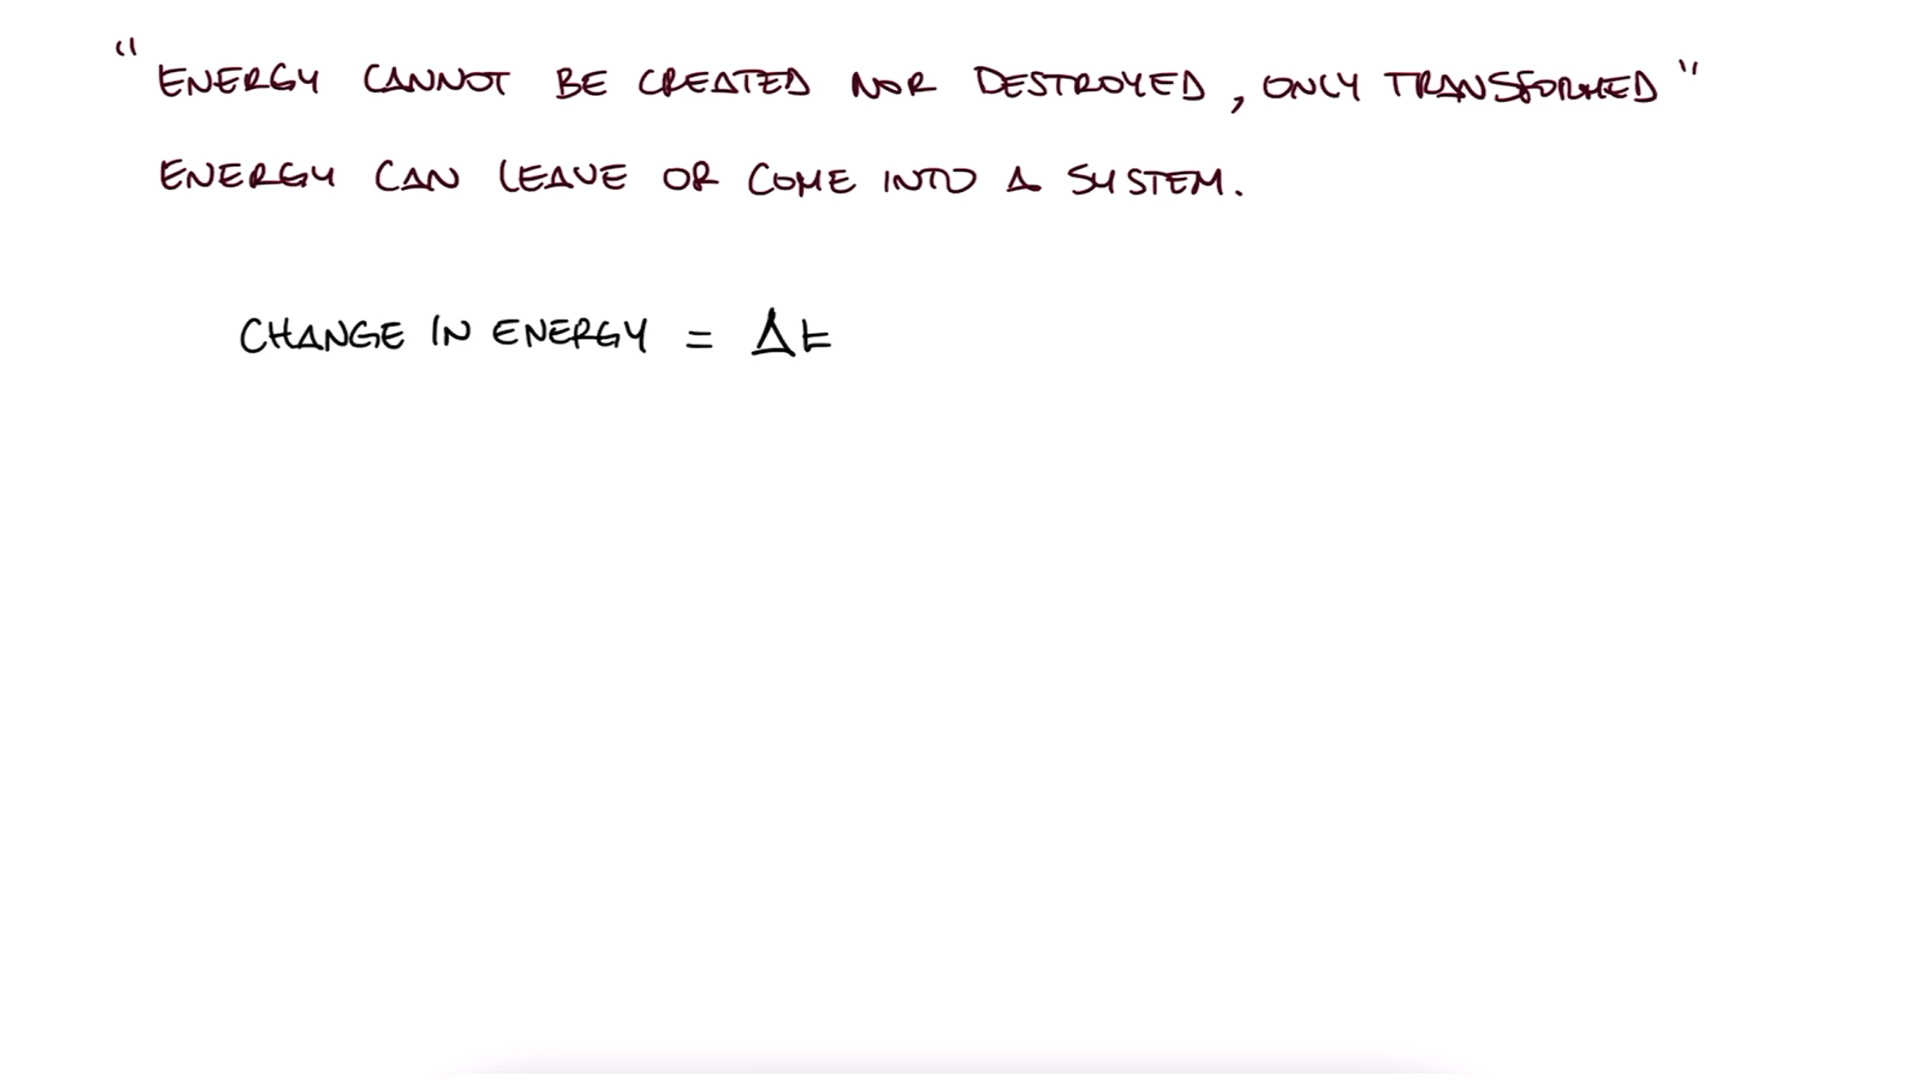 "ENERGY CANNOT BE CREATED NOR DESTROYED, ONLY TRANSFORMED"
ENERGY CAN LEAVE OR COME INTO A SYSTEM.
CHANGE IN ENERGY = ΔE